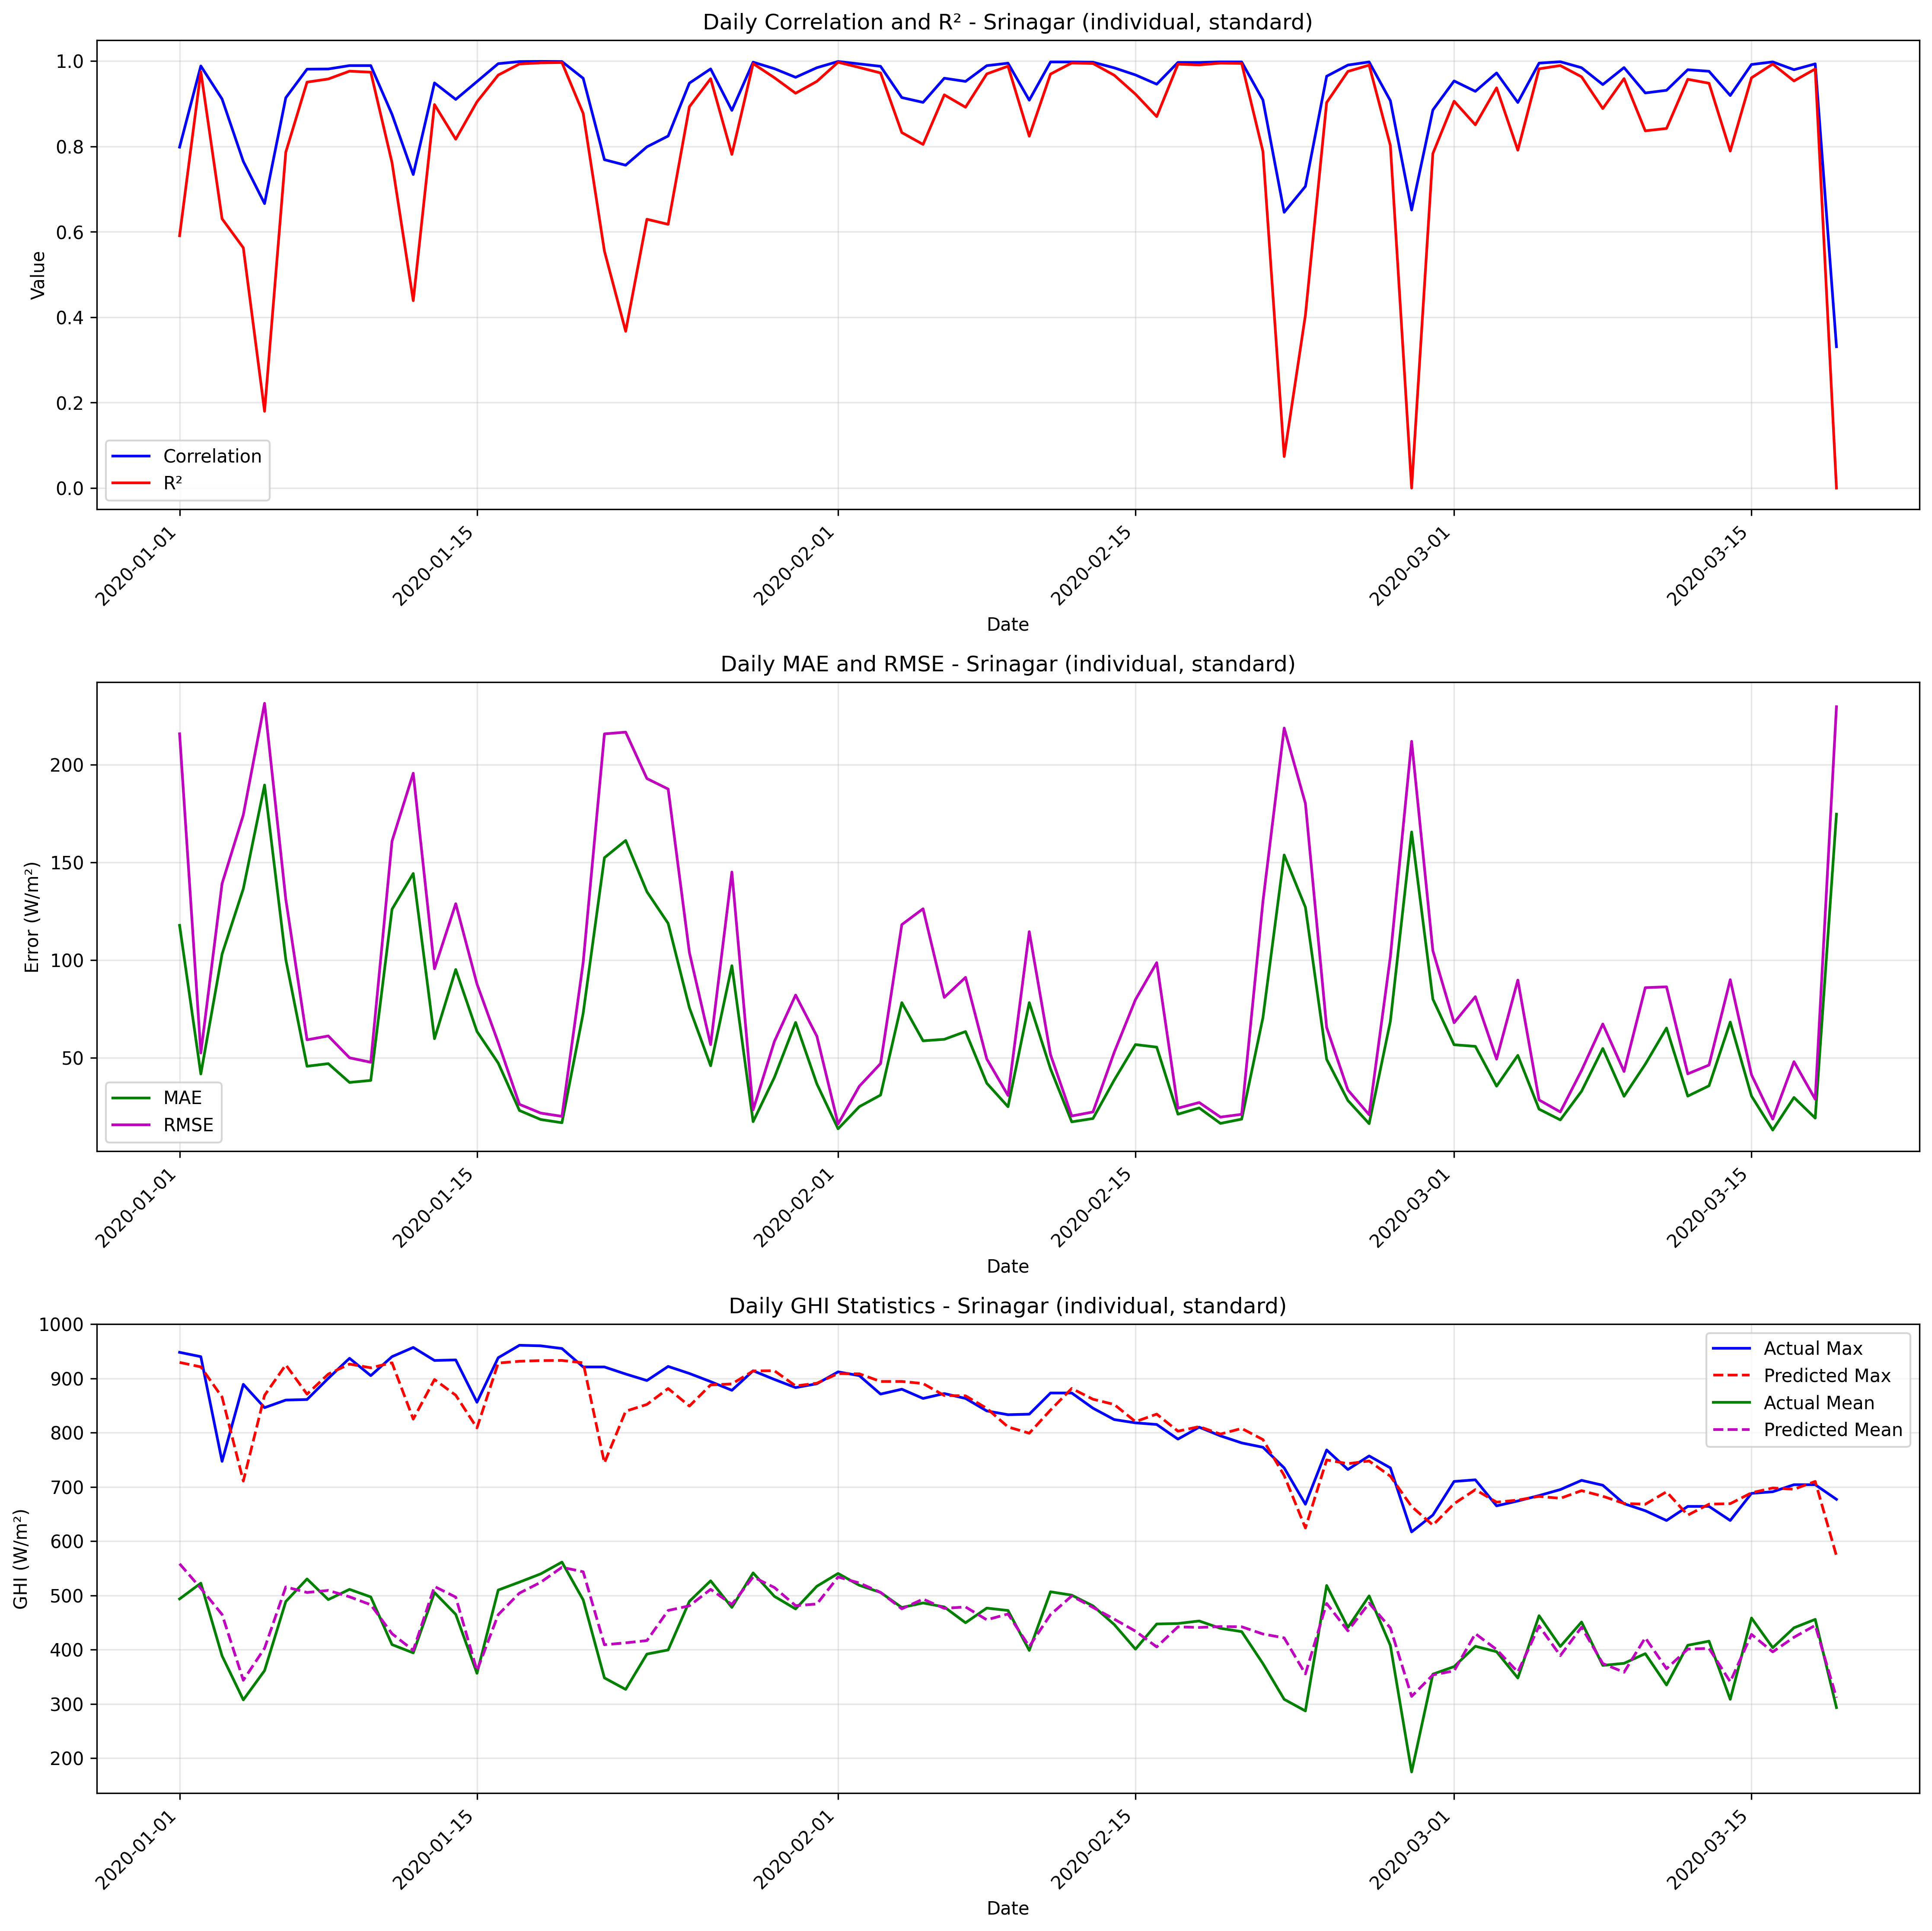 Daily Correlation and R² - Srinagar (individual, standard)
1.0
0.8
0.6
0.4
0.2
0.0
Value
Correlation
R²
2020-01-01
2020-01-15
2020-02-01
2020-02-15
2020-03-01
2020-03-15
Date
Daily MAE and RMSE - Srinagar (individual, standard)
200
150
100
50
Error (W/m²)
MAE
RMSE
2020-01-01
2020-01-15
2020-02-01
2020-02-15
2020-03-01
2020-03-15
Date
Daily GHI Statistics - Srinagar (individual, standard)
1000
900
800
700
600
500
400
300
200
GHI (W/m²)
Actual Max
Predicted Max
Actual Mean
Predicted Mean
2020-01-01
2020-01-15
2020-02-01
2020-02-15
2020-03-01
2020-03-15
Date